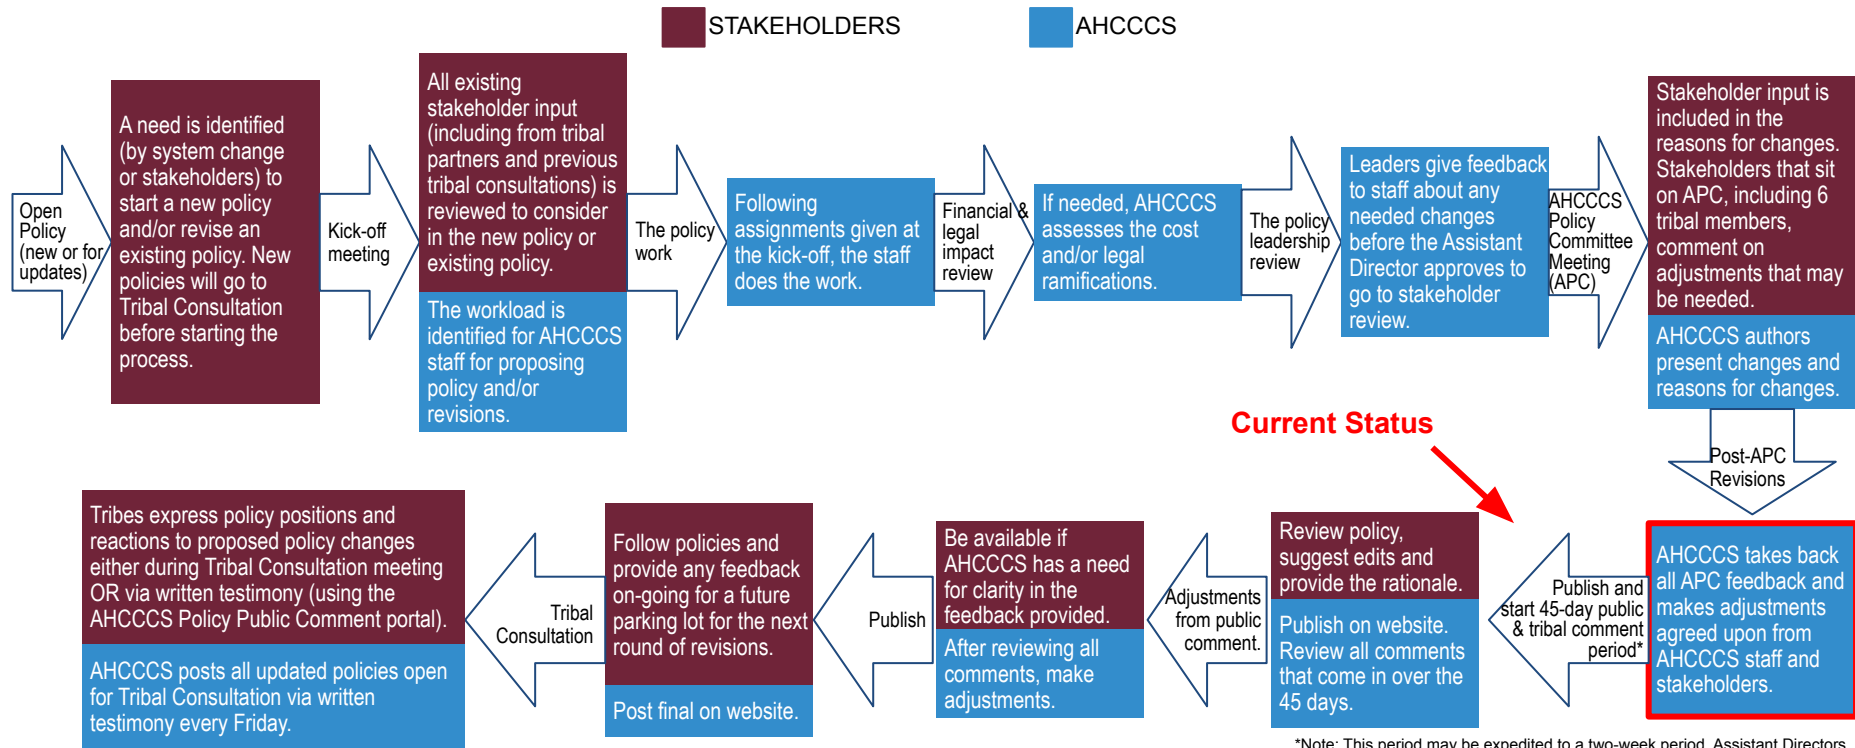 STAKEHOLDERS
AHCCCS
Open
Policy
(new or for
updates)
A need is identified
(by system change
or stakeholders) to
start a new policy
and/or revise an
existing policy. New
policies will go to
Tribal Consultation
before starting the
process.
Kick-off
meeting
All existing
stakeholder input
(including from tribal
partners and previous
tribal consultations) is
reviewed to consider
in the new policy or
existing policy.
The workload is
identified for AHCCCS
staff for proposing
policy and/or
revisions.
The policy
work
Following
assignments given at
the kick-off, the staff
does the work.
Financial &
legal
impact
review
If needed, AHCCCS
assesses the cost
and/or legal
ramifications.
The policy
leadership
review
Leaders give feedback
to staff about any
needed changes
before the Assistant
Director approves to
go to stakeholder
review.
AHCCCS
Policy
Committee
Meeting
(APC)
Stakeholder input is
included in the
reasons for changes.
Stakeholders that sit
on APC, including 6
tribal members,
comment on
adjustments that may
be needed.
AHCCCS authors
present changes and
reasons for changes.
Post-APC
Revisions
Current Status
AHCCCS takes back
all APC feedback and
makes adjustments
agreed upon from
AHCCCS staff and
stakeholders.
Publish and
start 45-day public
& tribal comment
period*
Review policy,
suggest edits and
provide the rationale.
Publish on website.
Review all comments
that come in over the
45 days.
Adjustments
from public
comment.
Be available if
AHCCCS has a need
for clarity in the
feedback provided.
After reviewing all
comments, make
adjustments.
Publish
Follow policies and
provide any feedback
on-going for a future
parking lot for the next
round of revisions.
Post final on website.
Tribal
Consultation
Tribes express policy positions and
reactions to proposed policy changes
either during Tribal Consultation meeting
OR via written testimony (using the
AHCCCS Policy Public Comment portal).
AHCCCS posts all updated policies open
for Tribal Consultation via written
testimony every Friday.
*Note: This period may be expedited to a two-week period. Assistant Directors